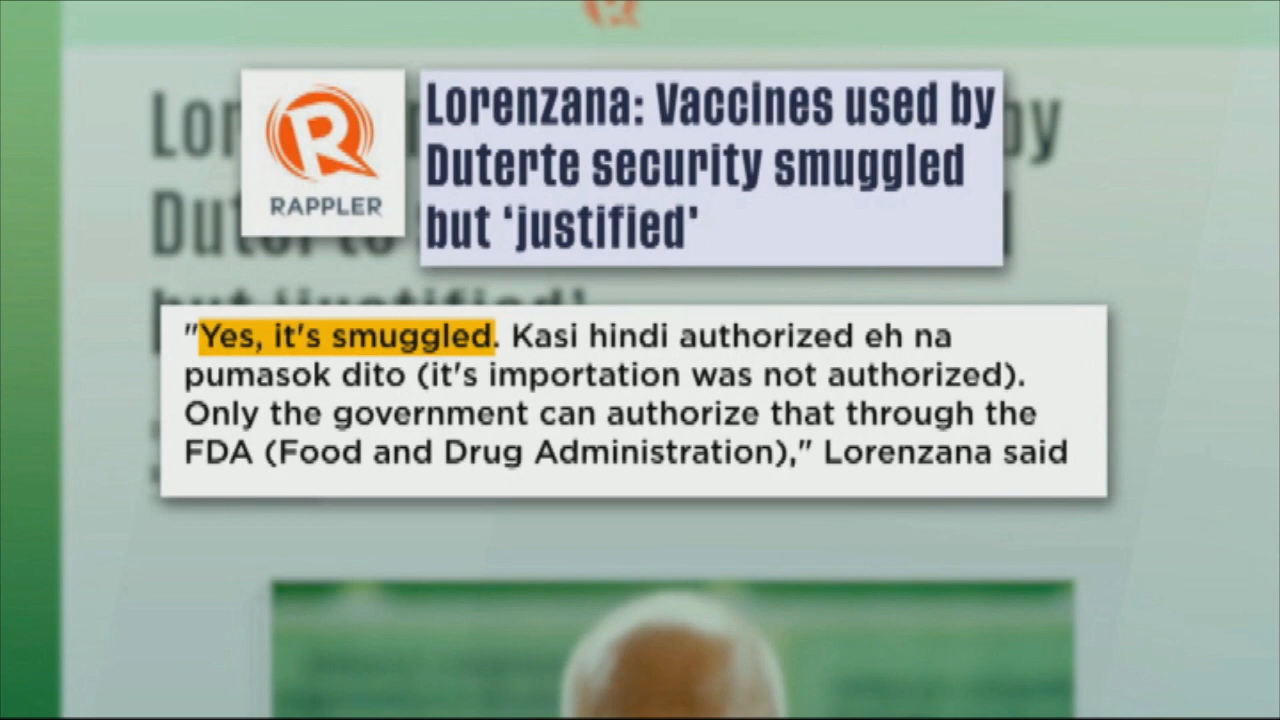 RAPPLER
Lorenzana: Vaccines used by
Duterte security smuggled
but ‘justified’
"Yes, it's smuggled. Kasi hindi authorized eh na
pumasok dito (it's importation was not authorized).
Only the government can authorize that through the
FDA (Food and Drug Administration)," Lorenzana said